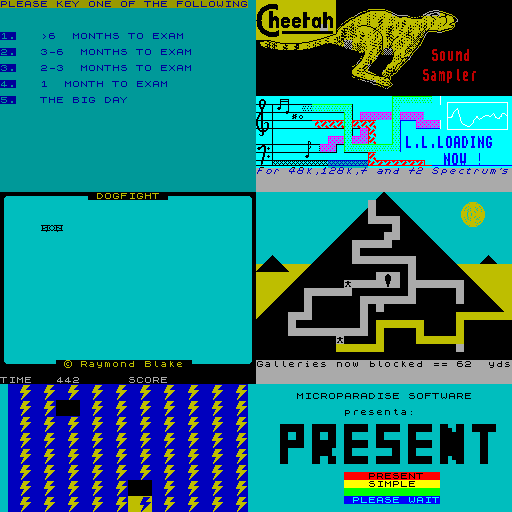 PLEASE KEY ONE OF THE FOLLOWING
1. >6 MONTHS TO EXAM
2. 3-6 MONTHS TO EXAM
3. 2-3 MONTHS TO EXAM
4. 1 MONTH TO EXAM
5. THE BIG DAY
Cheetah
Sound
Sampler
L.L.LOADING
NOW !
For 48k,128k,+ and +2 Spectrum's
DOGFIGHT
© Raymond Blake
Galleries now blocked == 62 yds
TIME 442 SCORE
MICROPARADISE SOFTWARE
presenta:
PRESENT
PRESENT
SIMPLE
PLEASE WAIT